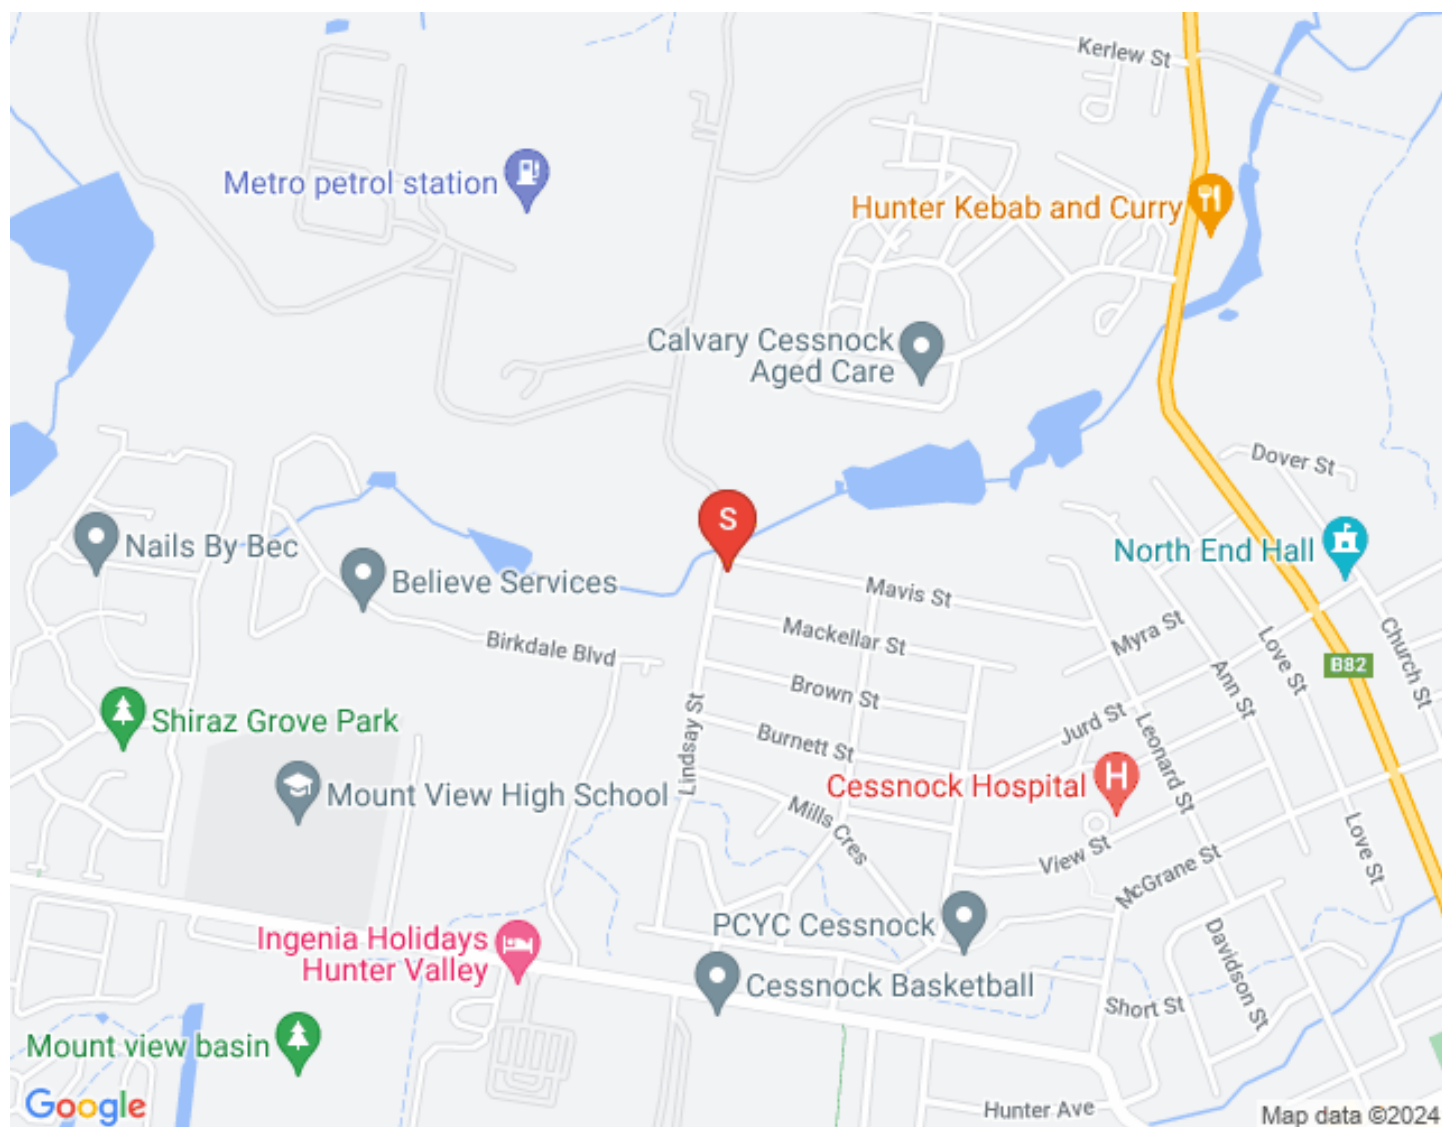 Kerlew St
Metro petrol station
Hunter Kebab and Curry
Calvary Cessnock
Aged Care
Dover St
S
Nails By Bec
Believe Services
North End Hall
Mavis St
Birkdale Blvd
Mackellar St
Myra St
Love St
Church St
B82
Ann St
Brown St
Shiraz Grove Park
Lindsay St
Burnett St
Jurd St
Leonard St
Mount View High School
Cessnock Hospital
H
Mills Cres
View St
Love St
McGrane St
PCYC Cessnock
Davidson St
Ingenia Holidays
Hunter Valley
Cessnock Basketball
Short St
Mount view basin
Google
Hunter Ave
Map data ©2024